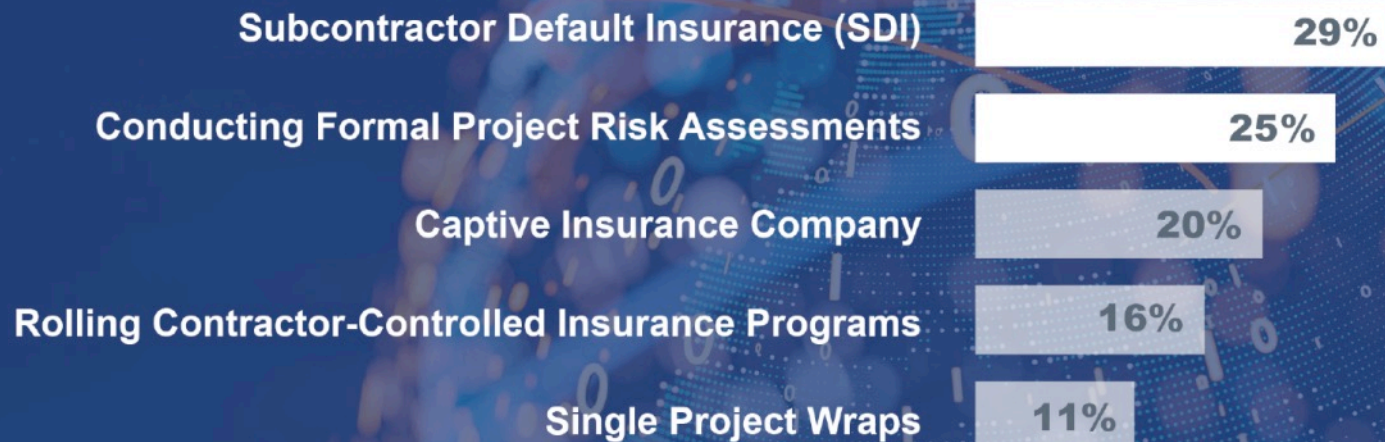 Subcontractor Default Insurance (SDI) 29%
Conducting Formal Project Risk Assessments 25%
Captive Insurance Company 20%
Rolling Contractor-Controlled Insurance Programs 16%
Single Project Wraps 11%